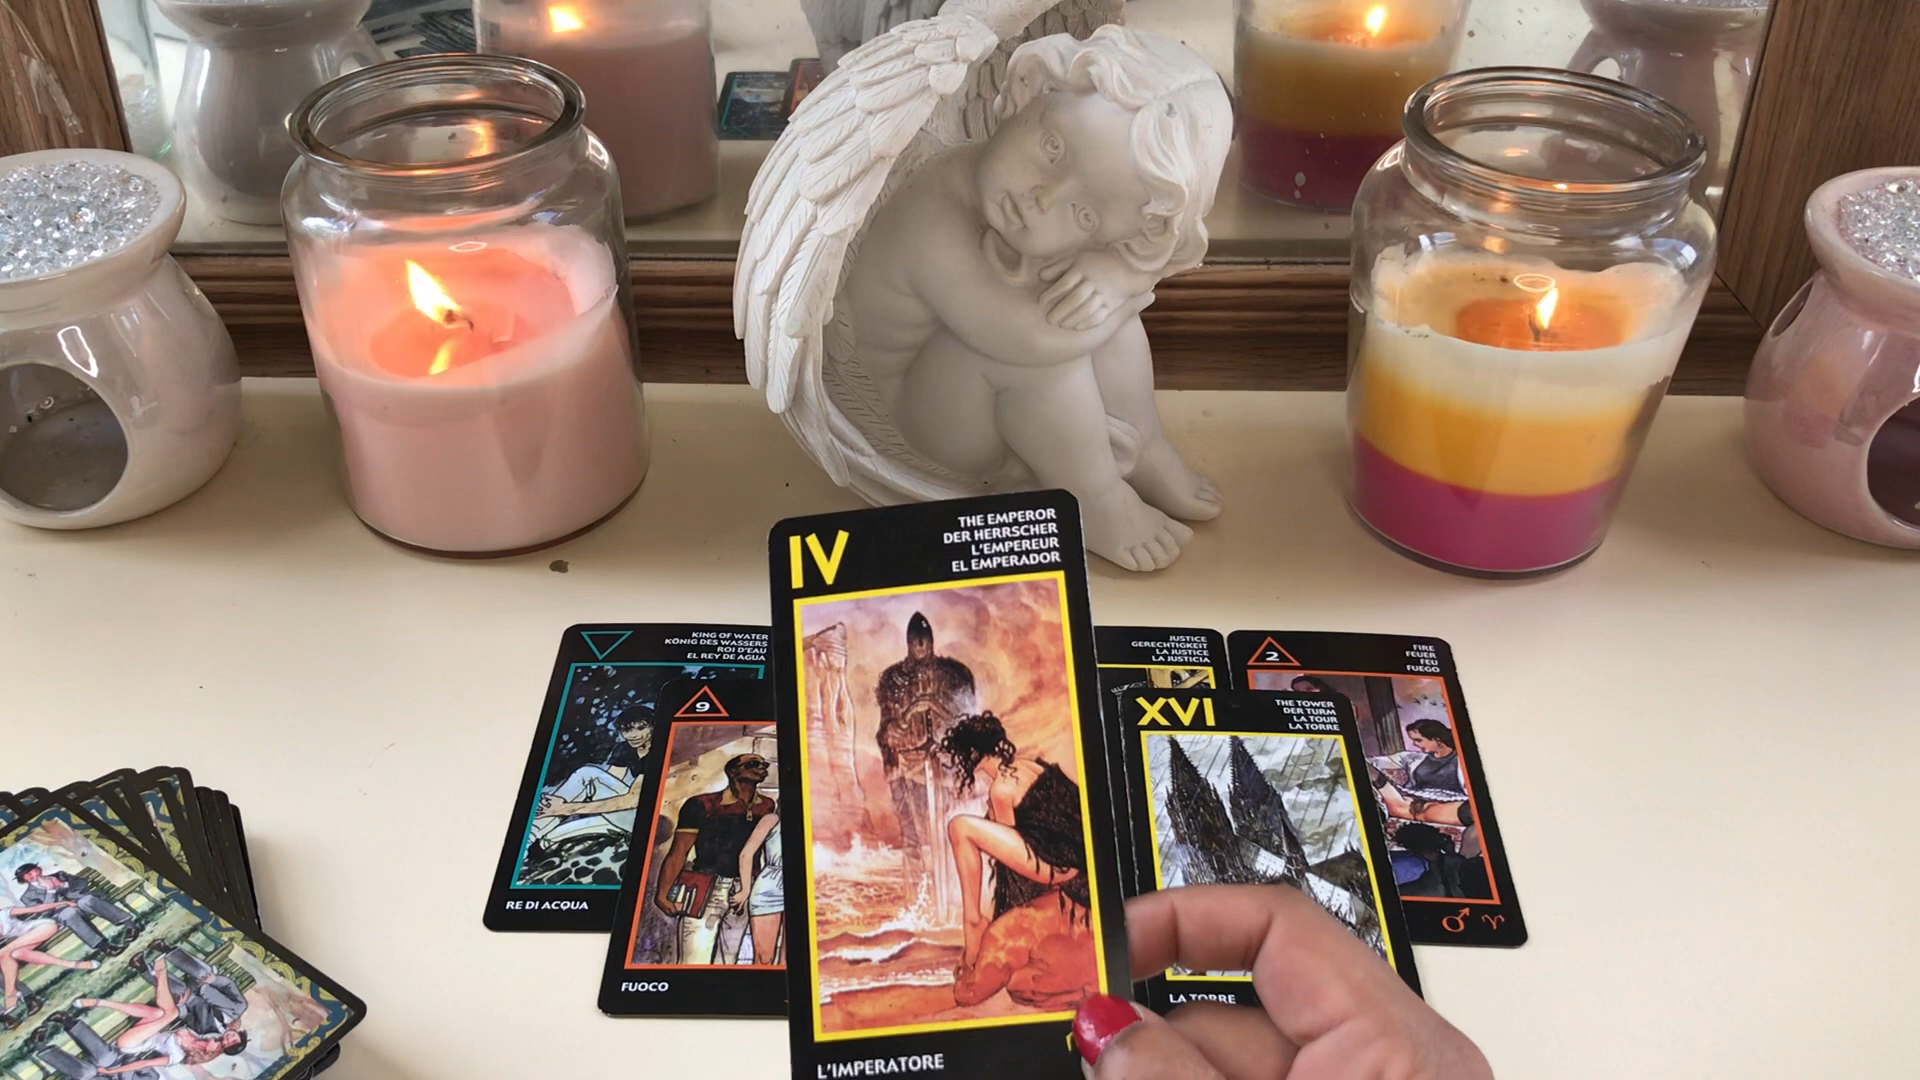 IV
THE EMPEROR
DER HERRSCHER
L'EMPEREUR
EL EMPERADOR
L'IMPERATORE
KING OF WATER
KÖNIG DES WASSERS
ROI D'EAU
EL REY DE AGUA
RE DI ACQUA
9
FUOCO
JUSTICE
GERECHTIGKEIT
LA JUSTICE
LA JUSTICIA
XVI
THE TOWER
DER TURM
LA TOUR
LA TORRE
LA TORRE
2
FIRE
FEUER
FEU
FUEGO